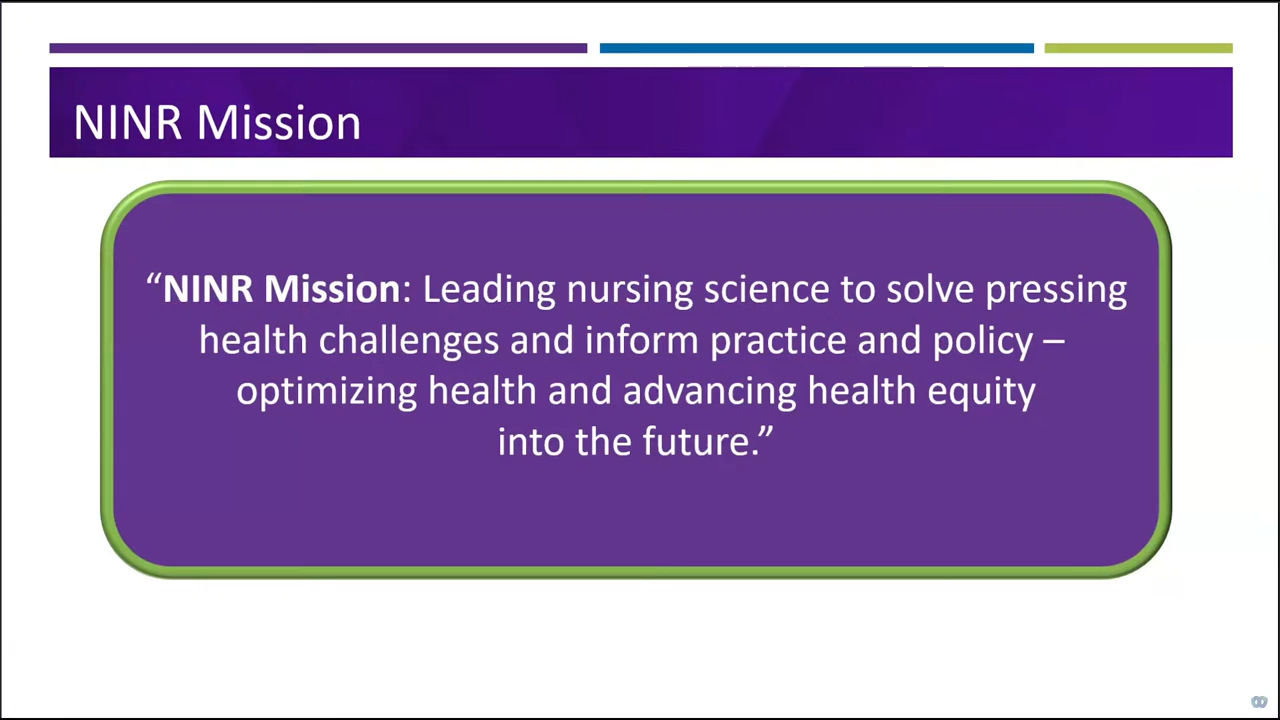 NINR Mission
“NINR Mission: Leading nursing science to solve pressing
health challenges and inform practice and policy –
optimizing health and advancing health equity
into the future.”